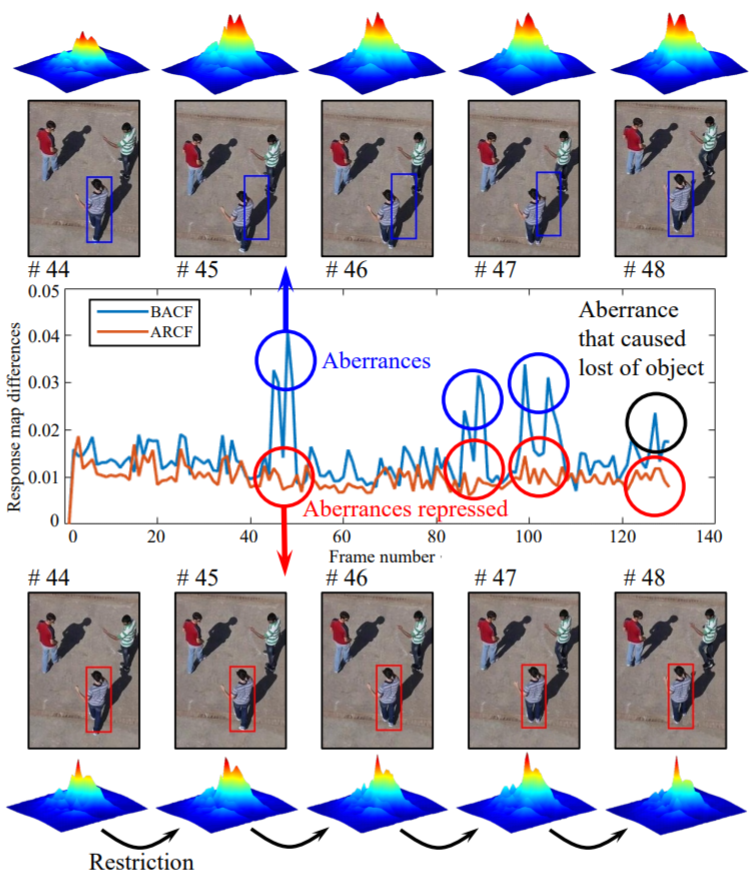 # 44 # 45 # 46 # 47 # 48
0.05
0.04
0.03
0.02
0.01
0
Response map differences
BACF
ARCF
Aberrances
Aberrance
that caused
lost of object
Aberrances repressed
0 20 40 60 80 100 120 140
Frame number
# 44 # 45 # 46 # 47 # 48
Restriction